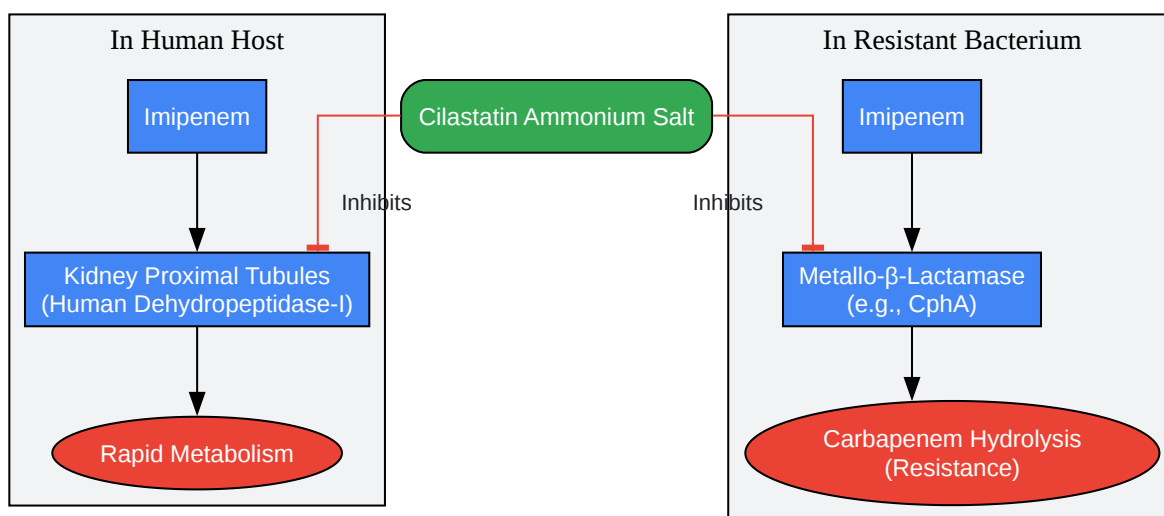 In Human Host
Imipenem
Kidney Proximal Tubules
(Human Dehydropeptidase-I)
Rapid Metabolism
Cilastatin Ammonium Salt
Inhibits
Inhibits
In Resistant Bacterium
Imipenem
Metallo-β-Lactamase
(e.g., CphA)
Carbapenem Hydrolysis
(Resistance)